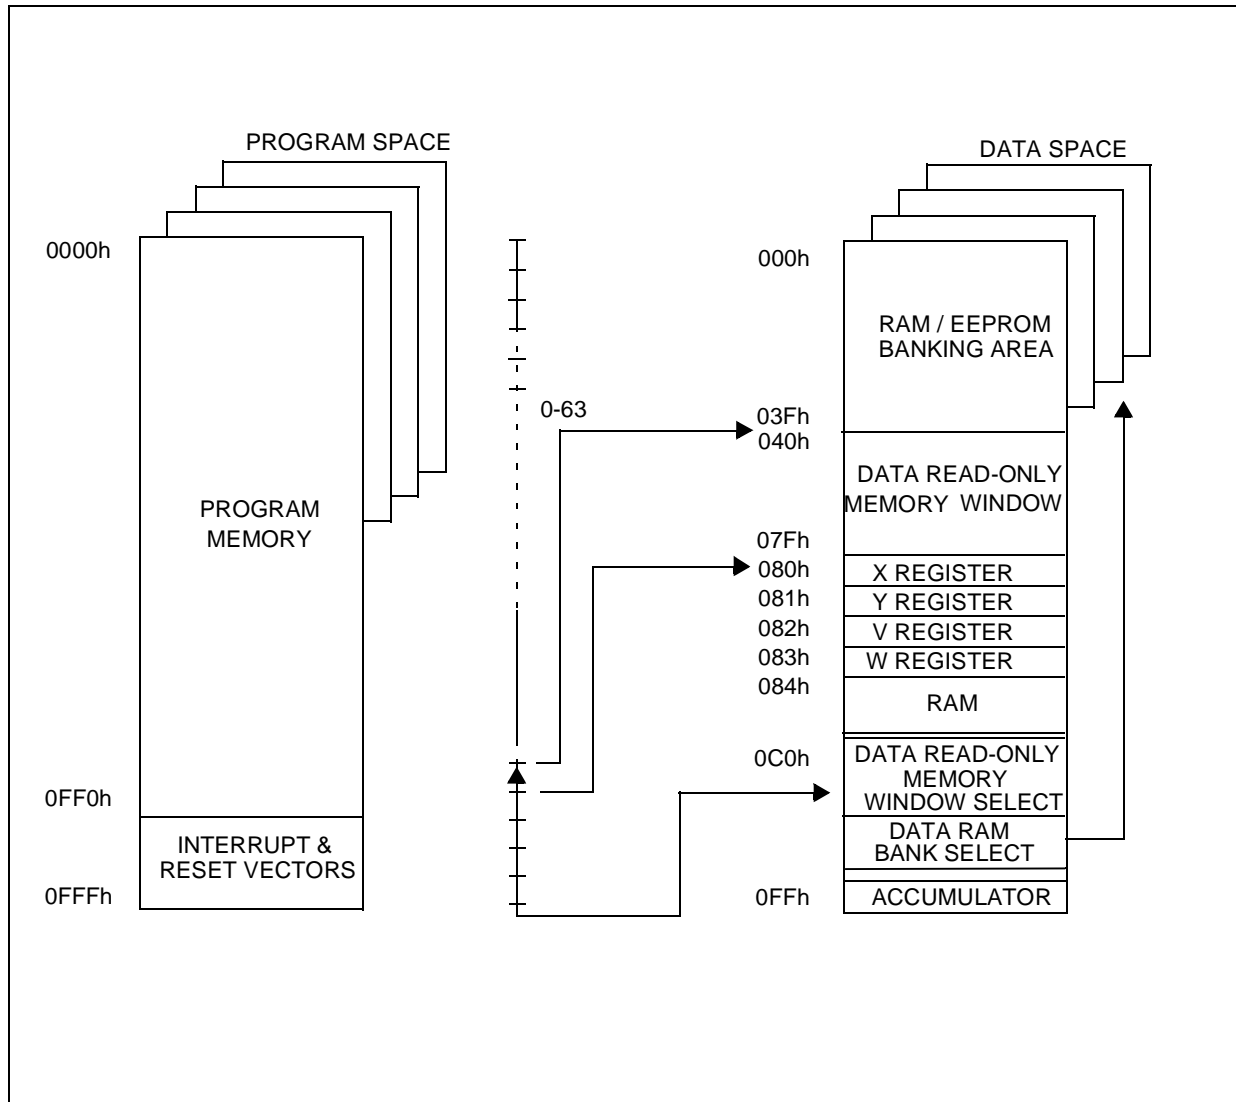 PROGRAM SPACE
0000h
PROGRAM
MEMORY
0FF0h
INTERRUPT &
RESET VECTORS
0FFFh
0-63
DATA SPACE
000h
RAM / EEPROM
BANKING AREA
03Fh
040h
DATA READ-ONLY
MEMORY WINDOW
07Fh
080h
X REGISTER
081h
Y REGISTER
082h
V REGISTER
083h
W REGISTER
084h
RAM
0C0h
DATA READ-ONLY
MEMORY
WINDOW SELECT
DATA RAM
BANK SELECT
0FFh
ACCUMULATOR